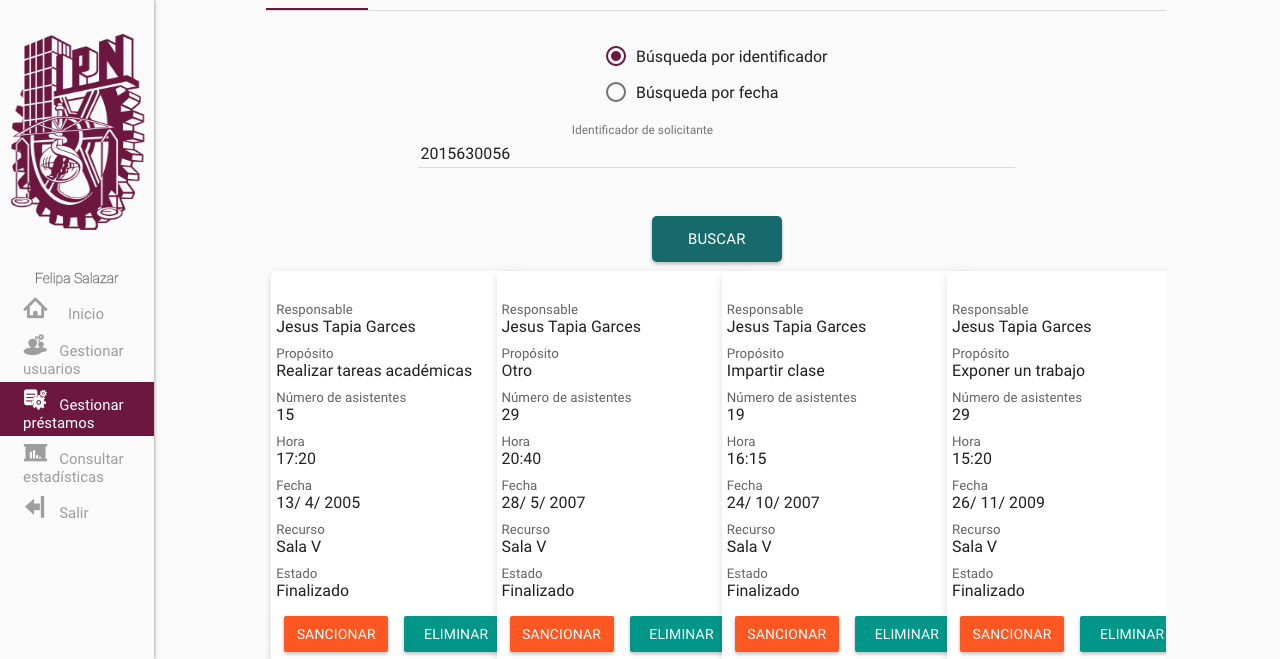 IPN
Felipa Salazar
Inicio
Gestionar
usuarios
Gestionar
préstamos
Consultar
estadísticas
Salir
Búsqueda por identificador
Búsqueda por fecha
Identificador de solicitante
2015630056
BUSCAR
Responsable
Jesus Tapia Garces
Propósito
Realizar tareas académicas
Número de asistentes
15
Hora
17:20
Fecha
13/ 4/ 2005
Recurso
Sala V
Estado
Finalizado
SANCIONAR ELIMINAR
Responsable
Jesus Tapia Garces
Propósito
Otro
Número de asistentes
29
Hora
20:40
Fecha
28/ 5/ 2007
Recurso
Sala V
Estado
Finalizado
SANCIONAR ELIMINAR
Responsable
Jesus Tapia Garces
Propósito
Impartir clase
Número de asistentes
19
Hora
16:15
Fecha
24/ 10/ 2007
Recurso
Sala V
Estado
Finalizado
SANCIONAR ELIMINAR
Responsable
Jesus Tapia Garces
Propósito
Exponer un trabajo
Número de asistentes
29
Hora
15:20
Fecha
26/ 11/ 2009
Recurso
Sala V
Estado
Finalizado
SANCIONAR ELIMINAR